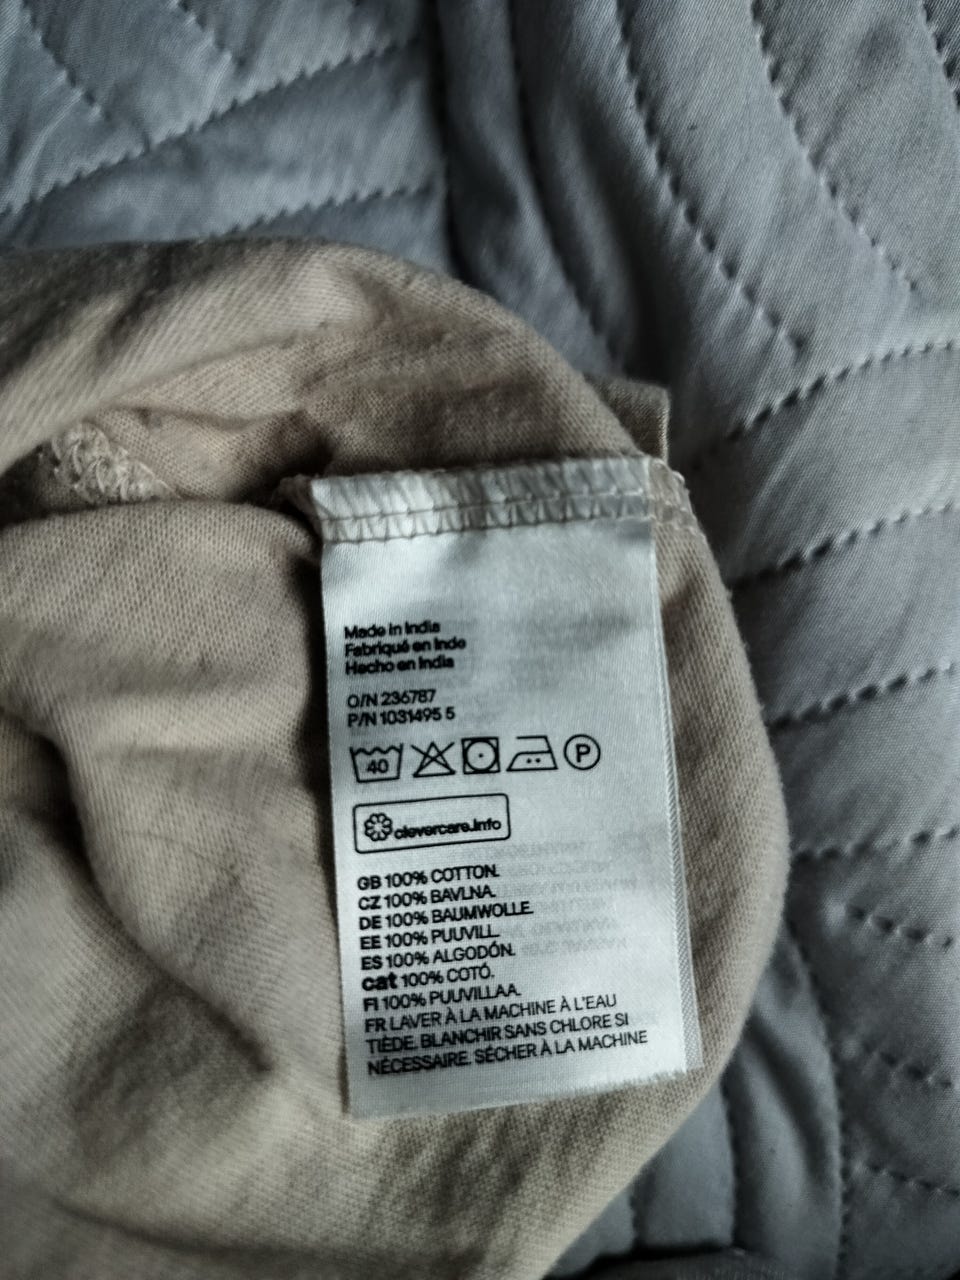 Made in India
Fabriqué en Inde
Hecho en India
O/N 236787
P/N 1031495 5
40 P
clevercare.info
GB 100% COTTON.
CZ 100% BAVLNA.
DE 100% BAUMWOLLE.
EE 100% PUUVILL.
ES 100% ALGODÓN.
cat 100% COTÓ.
FI 100% PUUVILLAA.
FR LAVER À LA MACHINE À L'EAU
TIÈDE. BLANCHIR SANS CHLORE SI
NÉCESSAIRE. SÉCHER À LA MACHINE